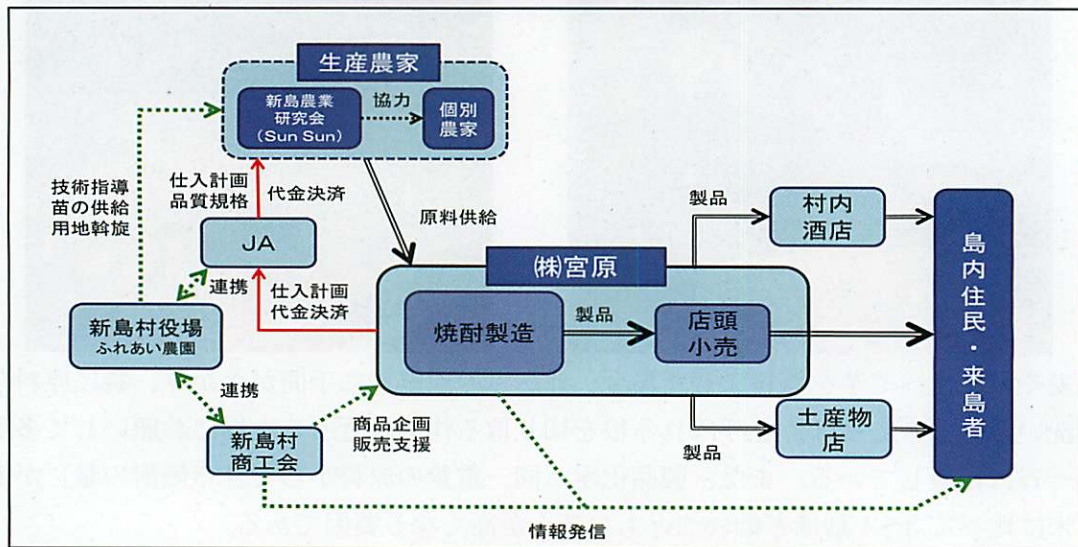 生産農家
新島農業
研究会
(Sun Sun)
協力
個別
農家
技術指導
苗の供給
用地斡旋
仕入計画
品質規格
代金決済
原料供給
JA
連携
仕入計画
代金決済
新島村役場
ふれあい農園
連携
新島村
商工会
商品企画
販売支援
㈱宮原
焼酎製造
製品
店頭
小売
製品
村内
酒店
製品
土産物
店
島内住民・来島者
情報発信